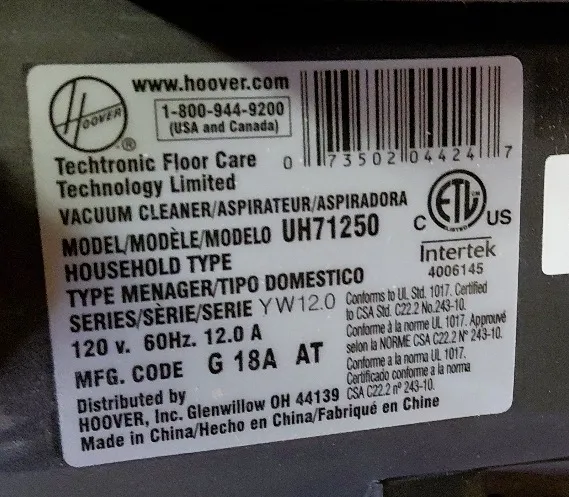 HOOVER ®
www.hoover.com
1-800-944-9200
(USA and Canada)
0 73502 04424 7
Techtronic Floor Care
Technology Limited
VACUUM CLEANER/ASPIRATEUR/ASPIRADORA
MODEL/MODÈLE/MODELO UH71250
HOUSEHOLD TYPE
TYPE MENAGER/TIPO DOMESTICO
SERIES/SÈRIE/SERIE YW12.0
120 v. 60Hz. 12.0 A
MFG. CODE G 18A AT
C ETL US
LISTED
Intertek
4006145
Conforms to UL Std. 1017. Certified
to CSA Std. C22.2 No.243-10.
Conforme à la norme UL 1017. Approuvé
selon la NORME CSA C22.2 N° 243-10.
Conforme a la norma UL 1017.
Certificado conforme a la norma
CSA C22.2 nº 243-10.
Distributed by
HOOVER, Inc. Glenwillow OH 44139
Made in China/Hecho en China/Fabriqué en Chine